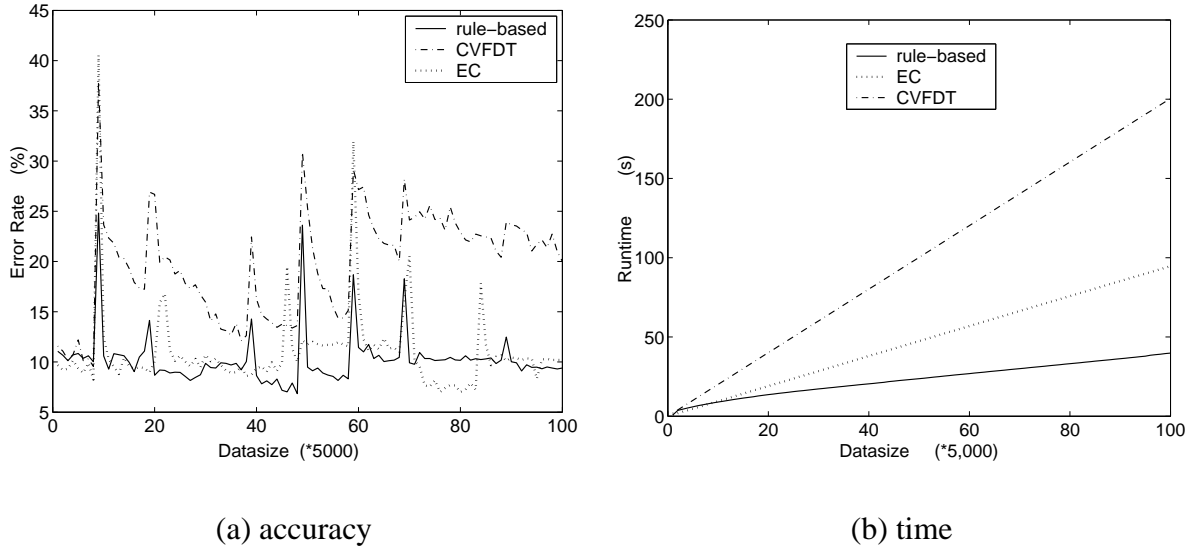 45
40
35
30
25
20
15
10
5
0 20 40 60 80 100
Error Rate (%)
Datasize (*5000)
rule−based
CVFDT
EC
(a) accuracy
250
200
150
100
50
0
0 20 40 60 80 100
Runtime (s)
Datasize (*5,000)
rule−based
EC
CVFDT
(b) time